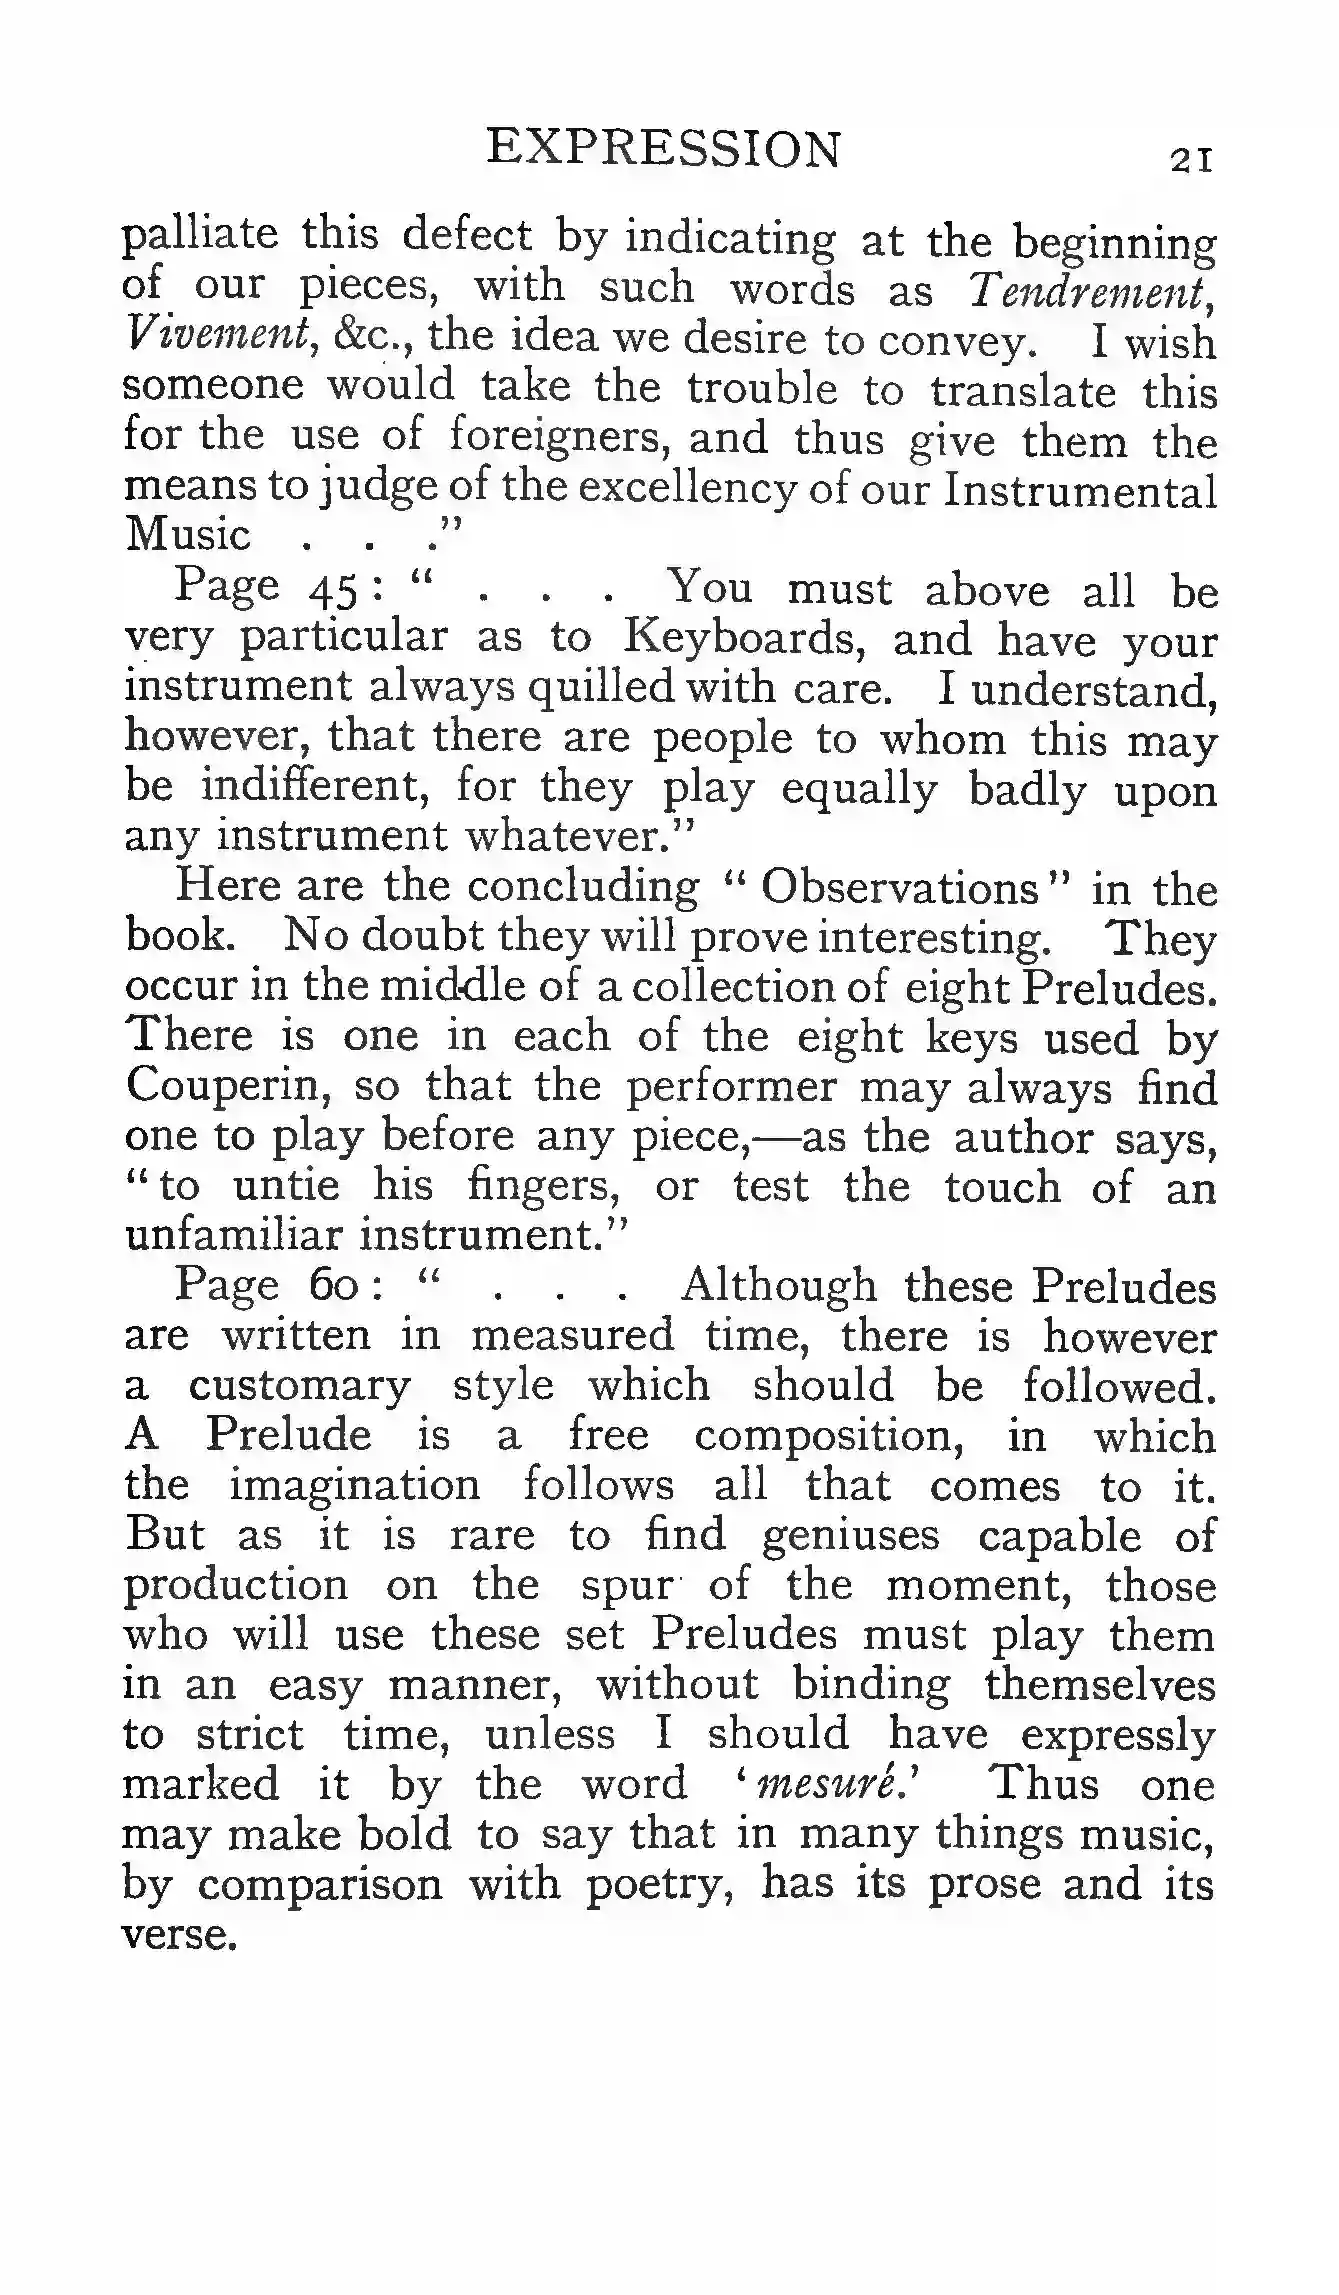 EXPRESSION 21
palliate this defect by indicating at the beginning
of our pieces, with such words as Tendrement,
Vivement, &c., the idea we desire to convey. I wish
someone would take the trouble to translate this
for the use of foreigners, and thus give them the
means to judge of the excellency of our Instrumental
Music . . ."
Page 45: " . . . You must above all be
very particular as to Keyboards, and have your
instrument always quilled with care. I understand,
however, that there are people to whom this may
be indifferent, for they play equally badly upon
any instrument whatever."
Here are the concluding "Observations" in the
book. No doubt they will prove interesting. They
occur in the middle of a collection of eight Preludes.
There is one in each of the eight keys used by
Couperin, so that the performer may always find
one to play before any piece,—as the author says,
"to untie his fingers, or test the touch of an
unfamiliar instrument."
Page 60: " . . . Although these Preludes
are written in measured time, there is however
a customary style which should be followed.
A Prelude is a free composition, in which
the imagination follows all that comes to it.
But as it is rare to find geniuses capable of
production on the spur of the moment, those
who will use these set Preludes must play them
in an easy manner, without binding themselves
to strict time, unless I should have expressly
marked it by the word 'mesuré.' Thus one
may make bold to say that in many things music,
by comparison with poetry, has its prose and its
verse.